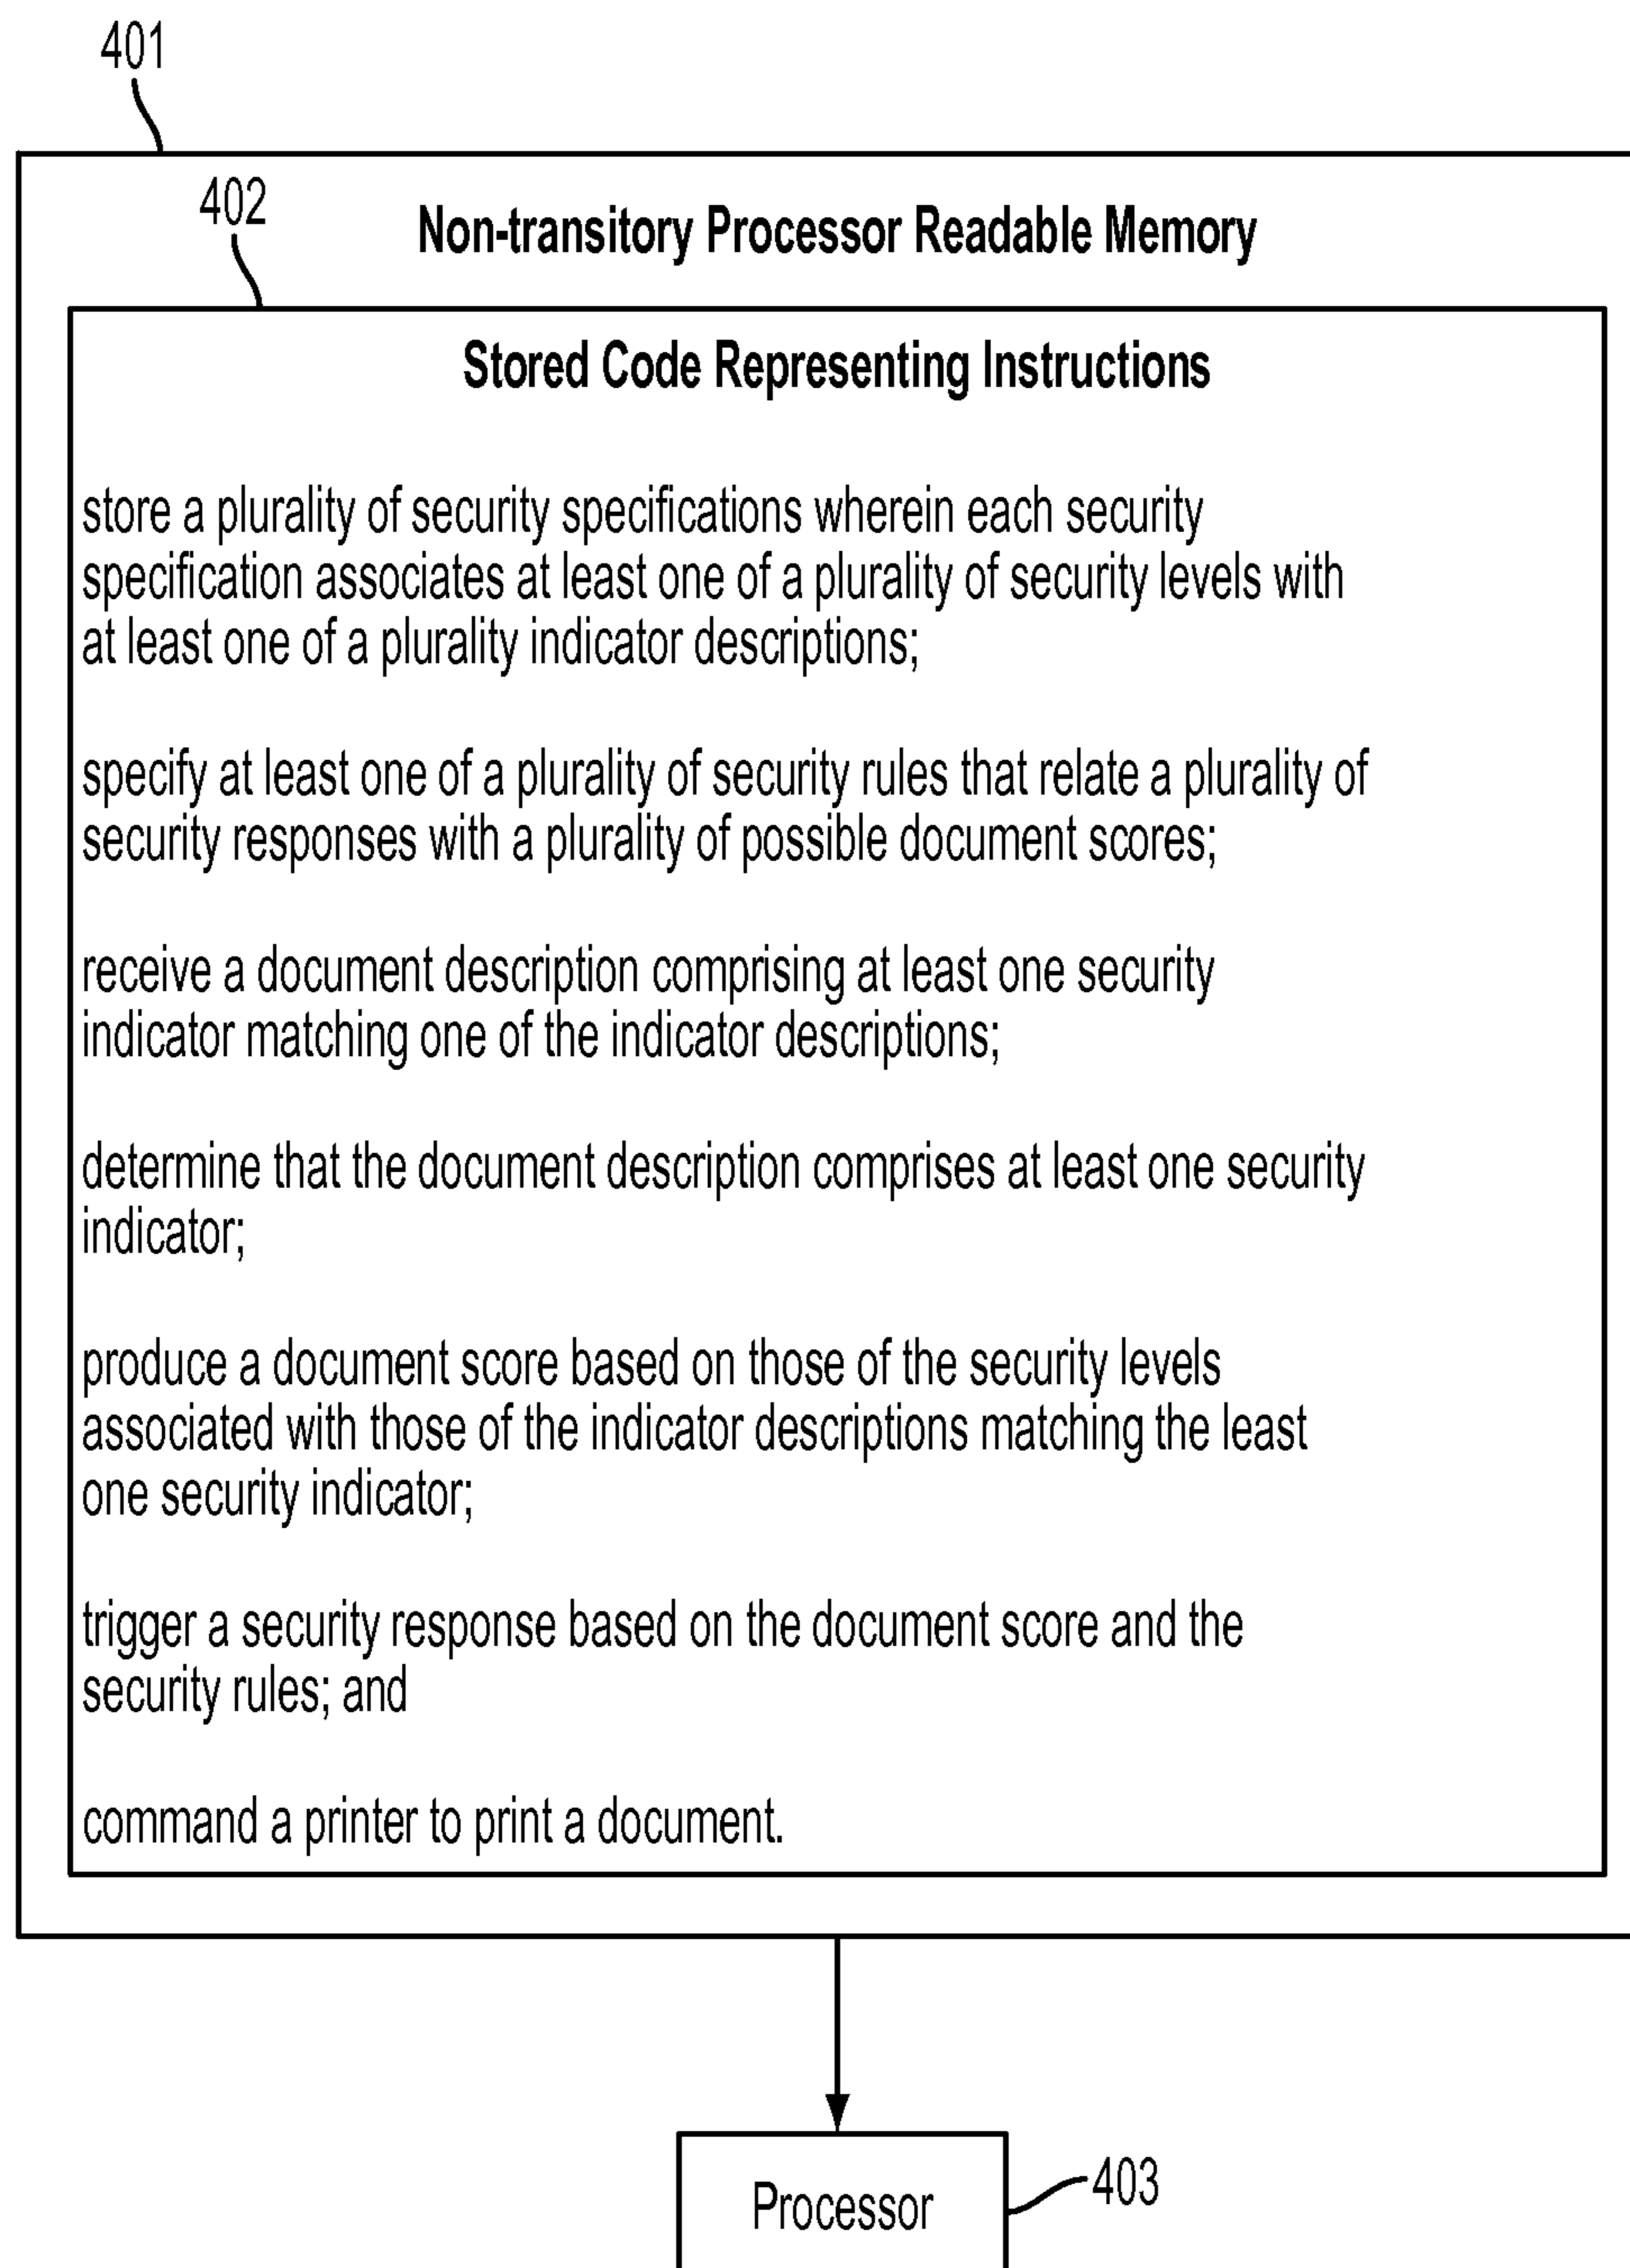 401
402
Non-transitory Processor Readable Memory
Stored Code Representing Instructions
store a plurality of security specifications wherein each security
specification associates at least one of a plurality of security levels with
at least one of a plurality indicator descriptions;
specify at least one of a plurality of security rules that relate a plurality of
security responses with a plurality of possible document scores;
receive a document description comprising at least one security
indicator matching one of the indicator descriptions;
determine that the document description comprises at least one security
indicator;
produce a document score based on those of the security levels
associated with those of the indicator descriptions matching the least
one security indicator;
trigger a security response based on the document score and the
security rules; and
command a printer to print a document.
Processor
403